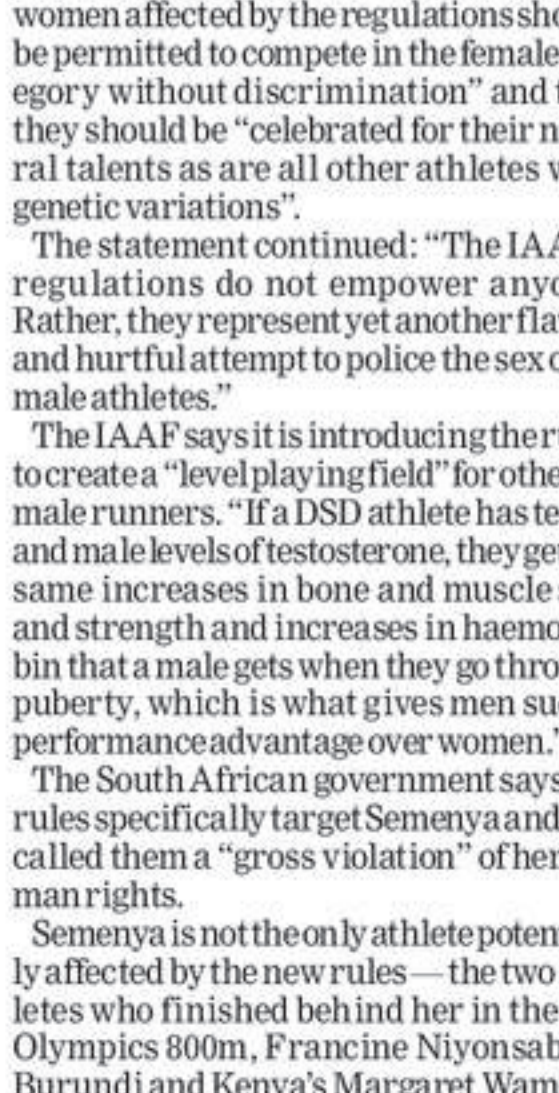 women affected by the regulations sho
be permitted to compete in the female
egory without discrimination” and t
they should be “celebrated for their n
ral talents as are all other athletes w
genetic variations”.
The statement continued: “The IAA
regulations do not empower anyo
Rather, they represent yet another fla
and hurtful attempt to police the sex o
male athletes.”
The IAAF says it is introducing the r
to create a “level playing field” for othe
male runners. “If a DSD athlete has te
and male levels of testosterone, they ge
same increases in bone and muscle
and strength and increases in haemo
bin that a male gets when they go thro
puberty, which is what gives men su
performance advantage over women.”
The South African government says
rules specifically target Semenya and
called them a “gross violation” of her
man rights.
Semenya is not the only athlete poten
ly affected by the new rules — the two
letes who finished behind her in the
Olympics 800m, Francine Niyonsab
Burundi and Kenya’s Margaret Wam